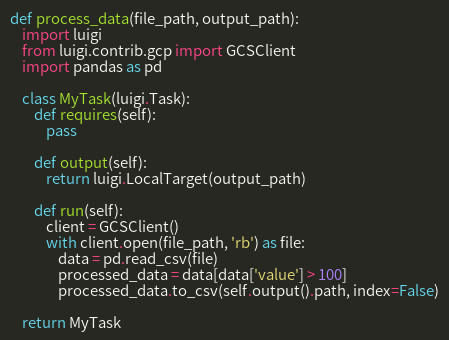 def process_data(file_path, output_path):
    import luigi
    from luigi.contrib.gcp import GCSClient
    import pandas as pd

    class MyTask(luigi.Task):
        def requires(self):
            pass

        def output(self):
            return luigi.LocalTarget(output_path)

        def run(self):
            client = GCSClient()
            with client.open(file_path, 'rb') as file:
                data = pd.read_csv(file)
                processed_data = data[data['value'] > 100]
                processed_data.to_csv(self.output().path, index=False)

    return MyTask